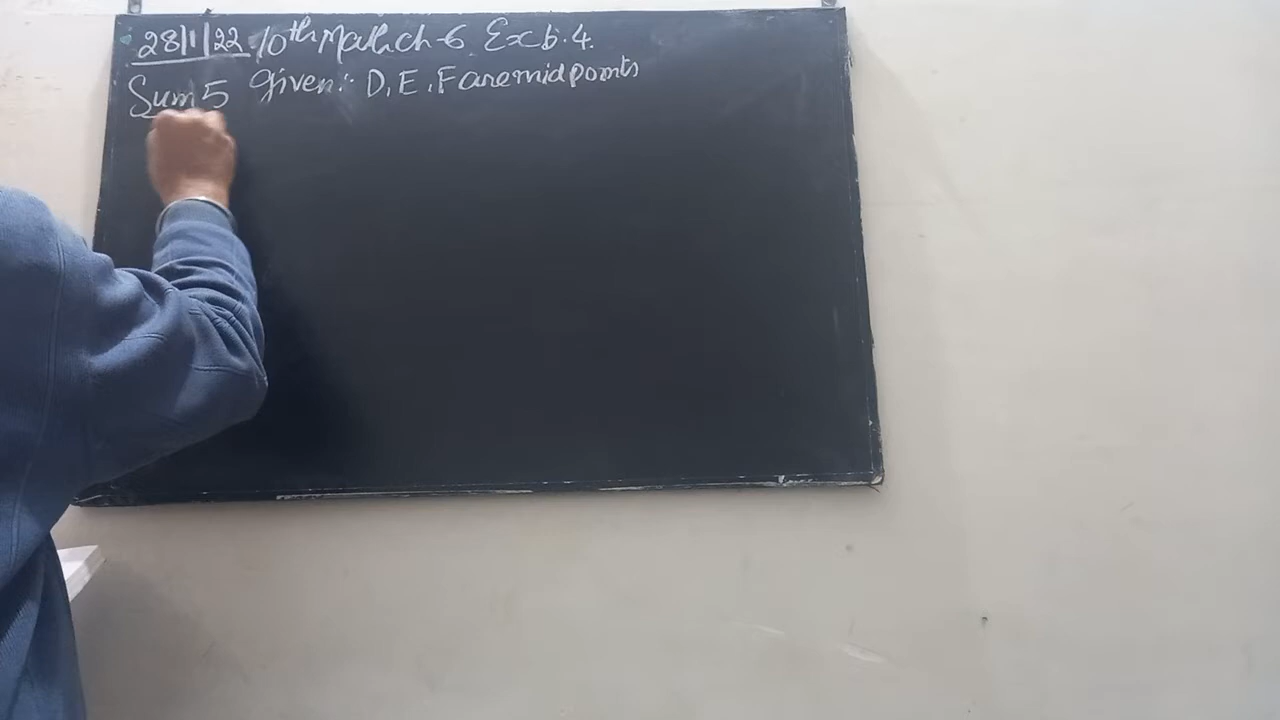 28/1/22 10th Math ch-6 Ex 6.4.
Sum 5 Given:- D, E, F are midpoints